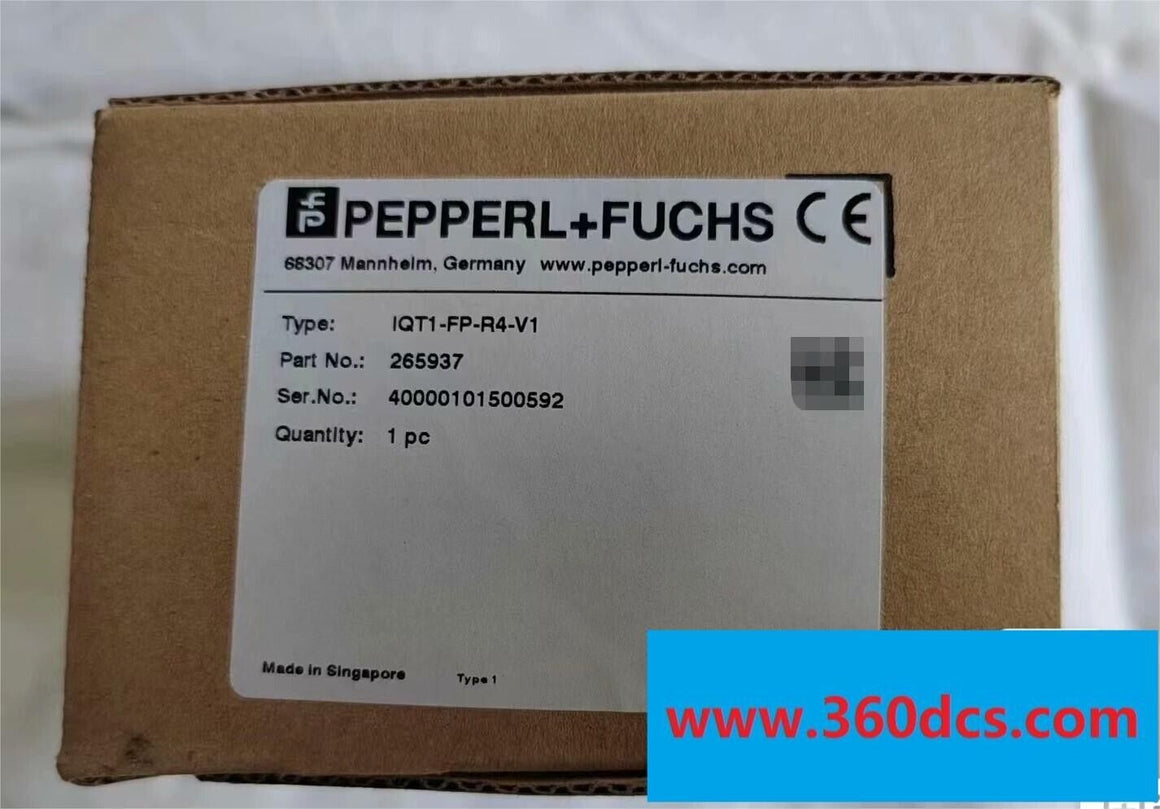 PEPPERL+FUCHS CE
68307 Mannheim, Germany www.pepperl-fuchs.com
Type: IQT1-FP-R4-V1
Part No.: 265937
Ser.No.: 40000101500592
Quantity: 1 pc
Made in Singapore Type 1
www.360dcs.com